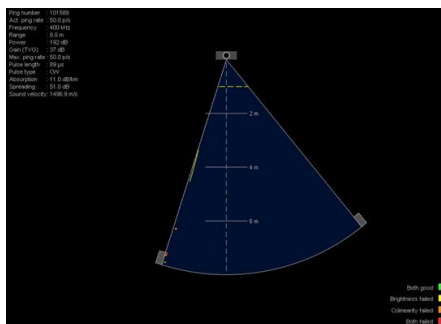 Ping number : 101588
Act. ping rate : 50.0 p/s
Frequency : 400 kHz
Range : 8.0 m
Power : 192 dB
Gain (TVG) : 37 dB
Max. ping rate : 50.0 p/s
Pulse length : 89 µs
Pulse type : CW
Absorption : 11.0 dB/km
Spreading : 51.0 dB
Sound velocity : 1496.9 m/s
2 m
4 m
6 m
Both good
Brightness failed
Colinearity failed
Both failed